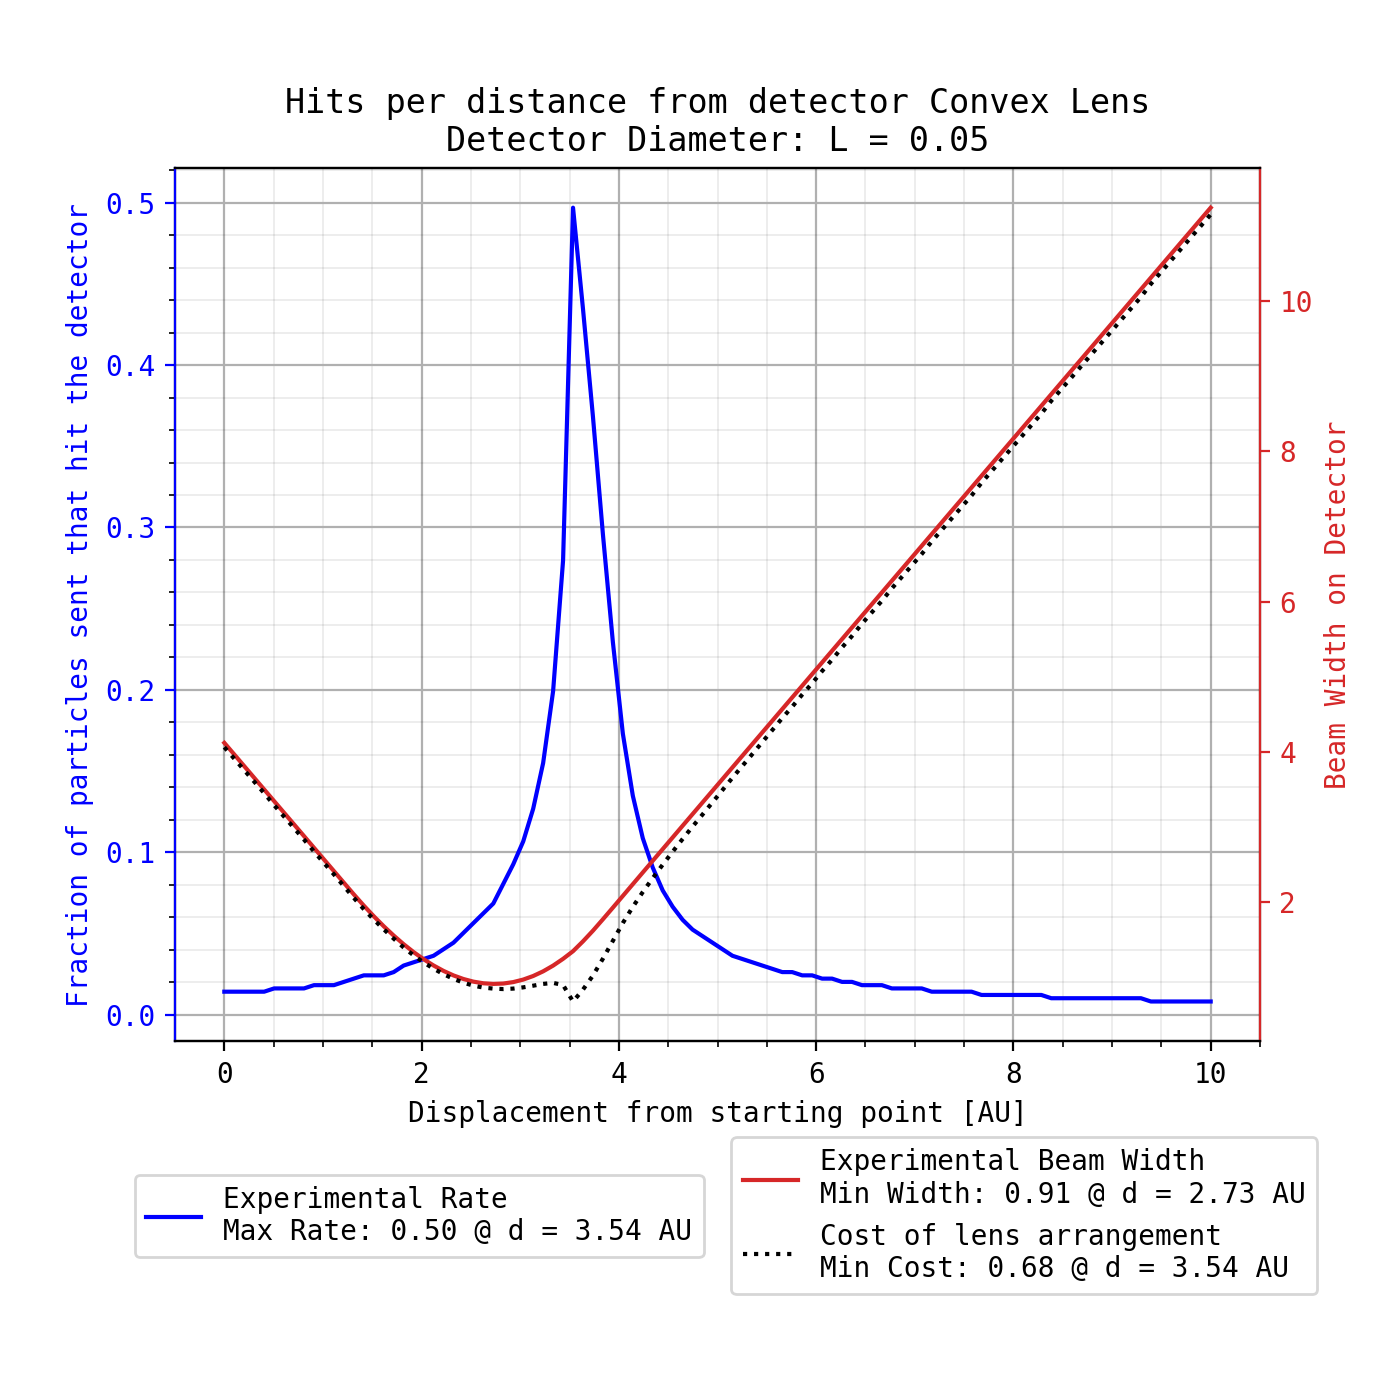 Hits per distance from detector Convex Lens
Detector Diameter: L = 0.05
Fraction of particles sent that hit the detector
0.5
0.4
0.3
0.2
0.1
0.0
10
8
6
4
2
Beam Width on Detector
0 2 4 6 8 10
Displacement from starting point [AU]
Experimental Rate
Max Rate: 0.50 @ d = 3.54 AU
Experimental Beam Width
Min Width: 0.91 @ d = 2.73 AU
Cost of lens arrangement
Min Cost: 0.68 @ d = 3.54 AU